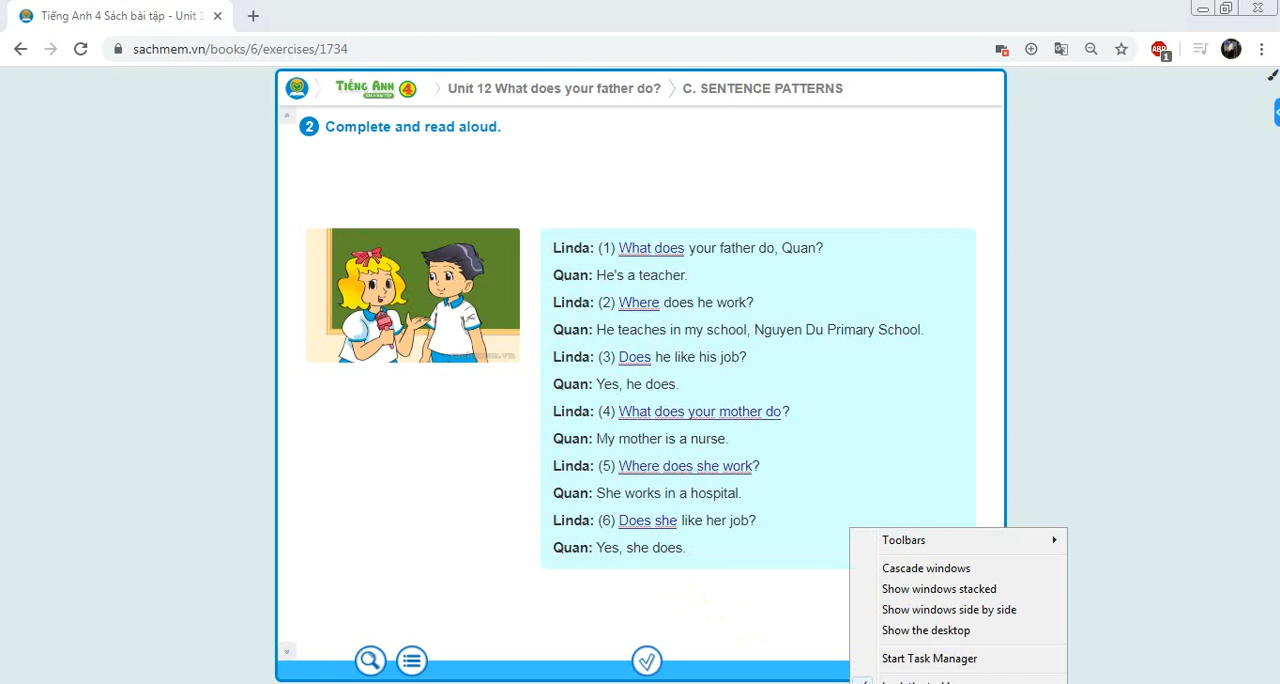 Tiếng Anh 4 Sách bài tập - Unit 1
sachmem.vn/books/6/exercises/1734
ABP
1
TIẾNG ANH 4
SÁCH BÀI TẬP
Unit 12 What does your father do?
C. SENTENCE PATTERNS
2 Complete and read aloud.
Linda: (1) What does your father do, Quan?
Quan: He's a teacher.
Linda: (2) Where does he work?
Quan: He teaches in my school, Nguyen Du Primary School.
Linda: (3) Does he like his job?
Quan: Yes, he does.
Linda: (4) What does your mother do?
Quan: My mother is a nurse.
Linda: (5) Where does she work?
Quan: She works in a hospital.
Linda: (6) Does she like her job?
Quan: Yes, she does.
Toolbars
Cascade windows
Show windows stacked
Show windows side by side
Show the desktop
Start Task Manager